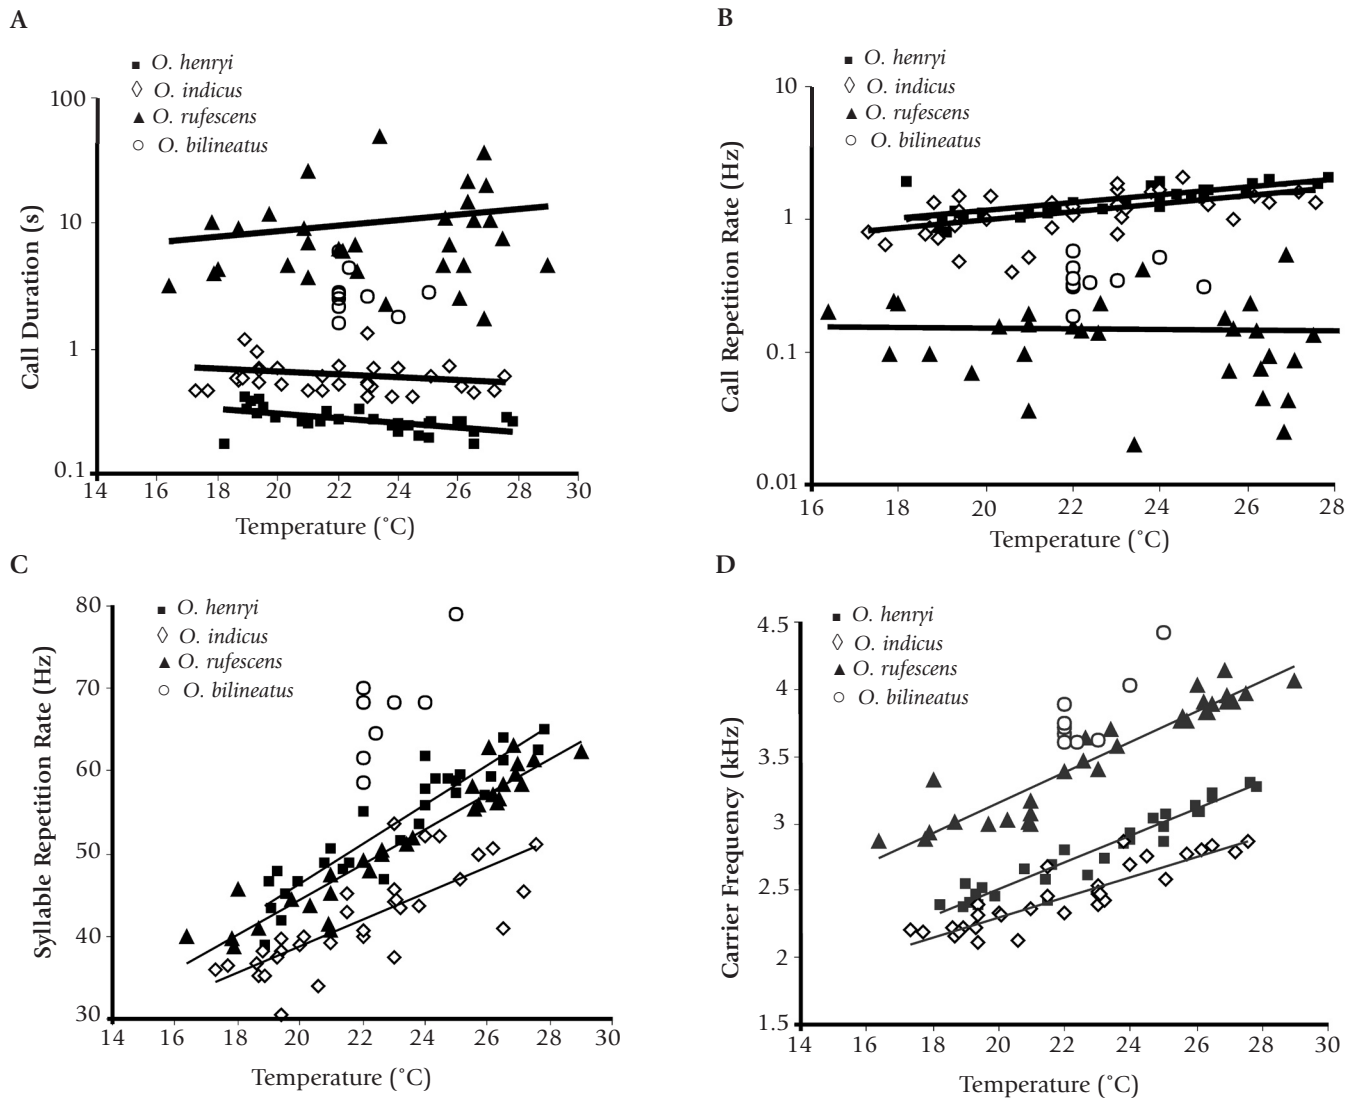 A
O. henryi
O. indicus
O. rufescens
O. bilineatus
Call Duration (s)
100
10
1
0.1
14 16 18 20 22 24 26 28 30
Temperature (˚C)
B
O. henryi
O. indicus
O. rufescens
O. bilineatus
Call Repetition Rate (Hz)
10
1
0.1
0.01
16 18 20 22 24 26 28
Temperature (˚C)
C
O. henryi
O. indicus
O. rufescens
O. bilineatus
Syllable Repetition Rate (Hz)
80
70
60
50
40
30
14 16 18 20 22 24 26 28 30
Temperature (˚C)
D
O. henryi
O. indicus
O. rufescens
O. bilineatus
Carrier Frequency (kHz)
4.5
4
3.5
3
2.5
2
1.5
14 16 18 20 22 24 26 28 30
Temperature (˚C)